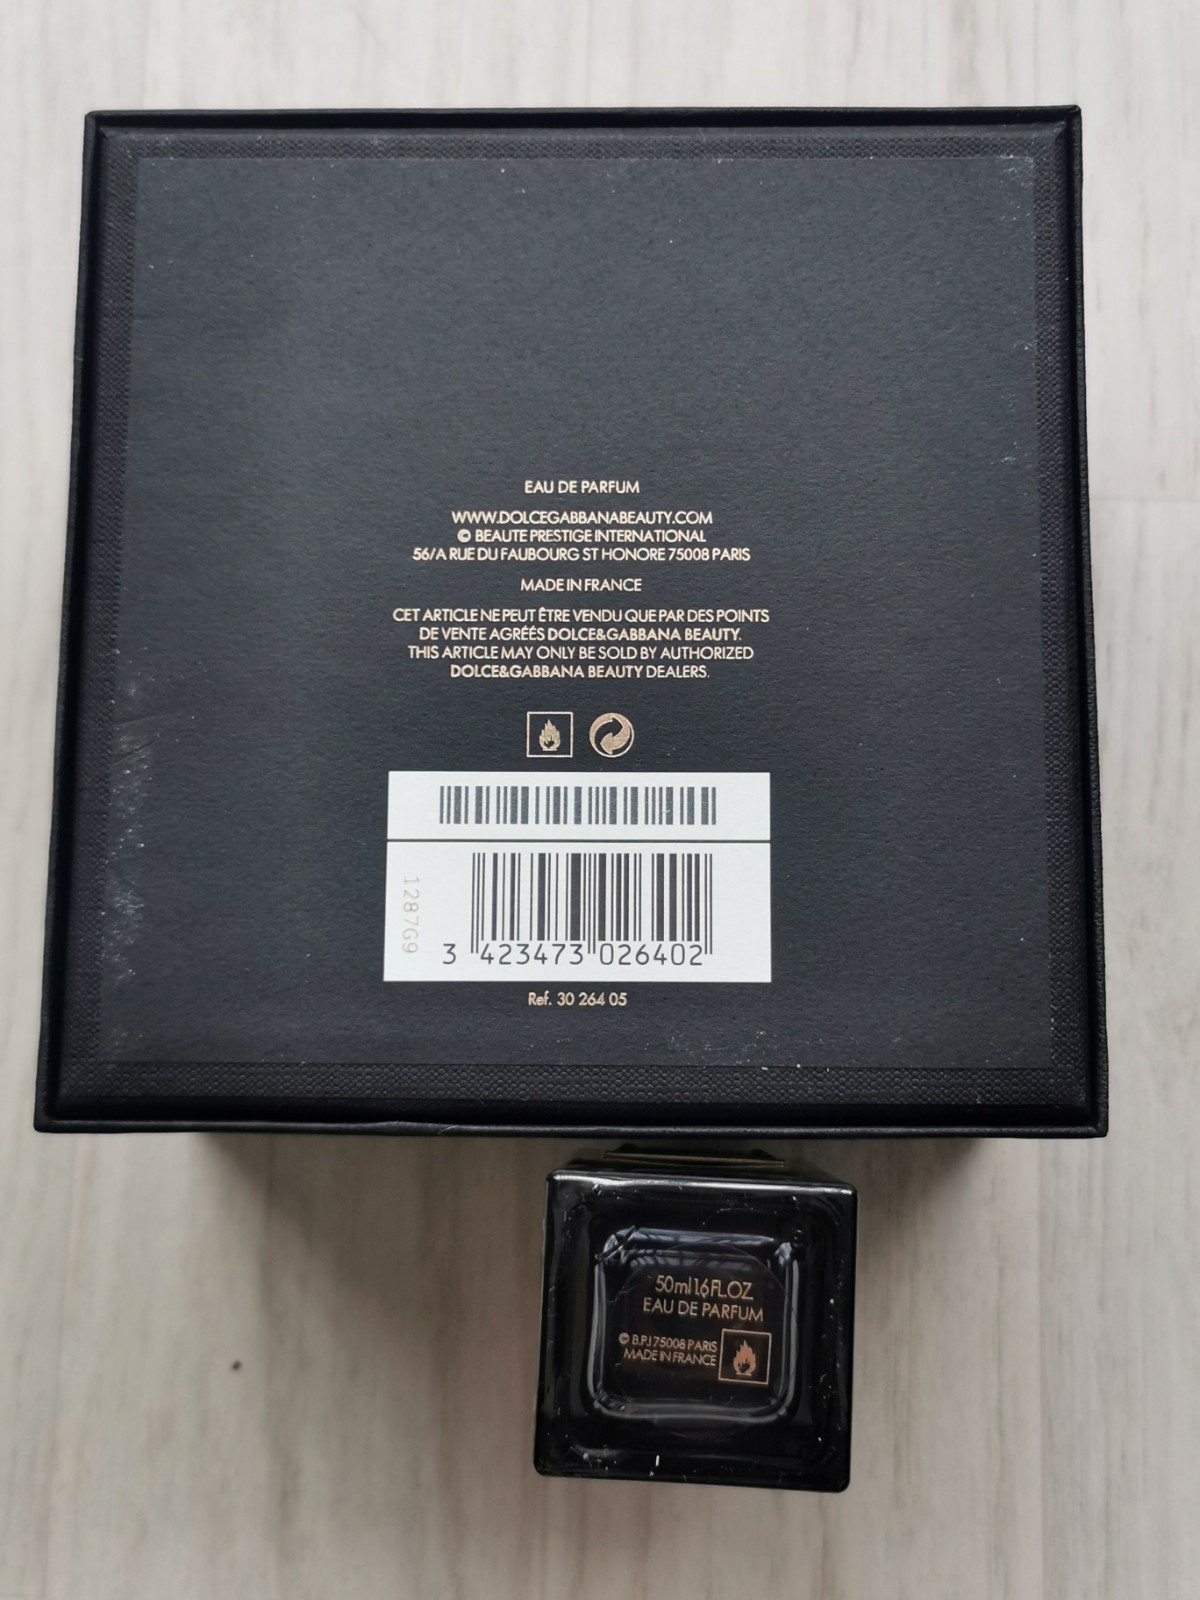 EAU DE PARFUM
WWW.DOLCEGABBANABEAUTY.COM
© BEAUTE PRESTIGE INTERNATIONAL
56/A RUE DU FAUBOURG ST HONORE 75008 PARIS
MADE IN FRANCE
CET ARTICLE NE PEUT ÊTRE VENDU QUE PAR DES POINTS
DE VENTE AGRÉÉS DOLCE&GABBANA BEAUTY.
THIS ARTICLE MAY ONLY BE SOLD BY AUTHORIZED
DOLCE&GABBANA BEAUTY DEALERS.
1287G9
3 423473 026402
Ref. 30 264 05
50ml 1.6 FL.OZ
EAU DE PARFUM
© B.P.I 75008 PARIS
MADE IN FRANCE